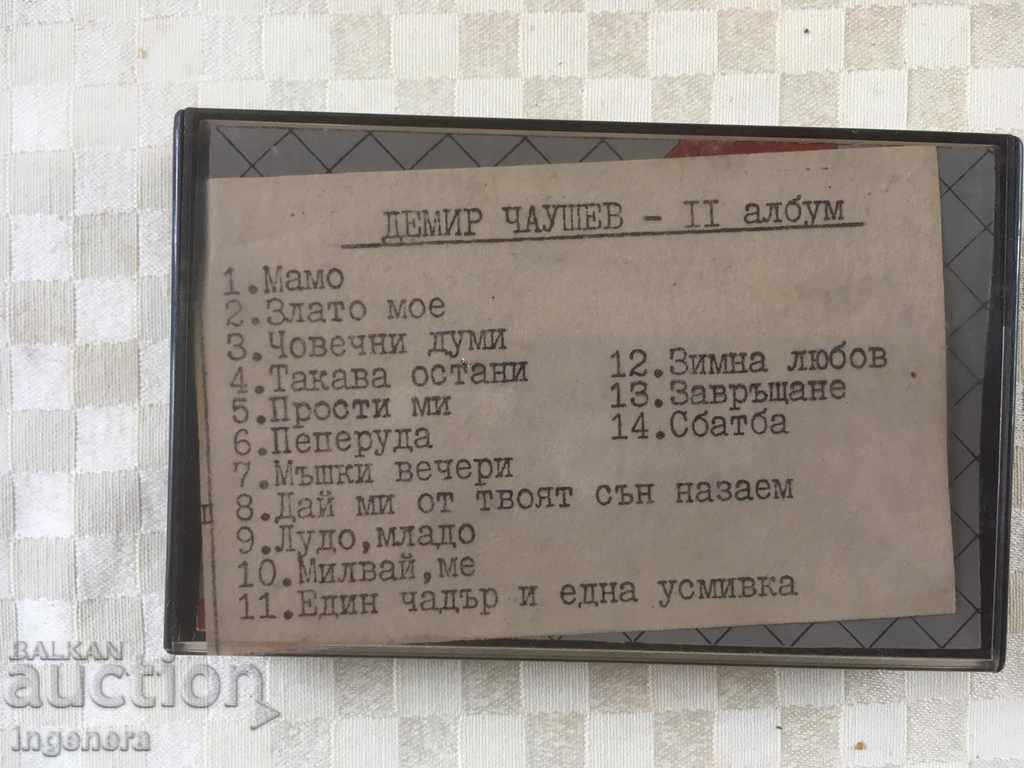 ДЕМИР ЧАУШЕВ - II албум
1.Мамо
2.Злато мое
3.Човечни думи
4.Такава остани
5.Прости ми
6.Пеперуда
7.Мъшки вечери
8.Дай ми от твоят сън назаем
9.Лудо,младо
10.Милвай,ме
11.Един чадър и една усмивка
12.Зимна любов
13.Завръщане
14.Сбатба
BALKAN
auction
ingenera